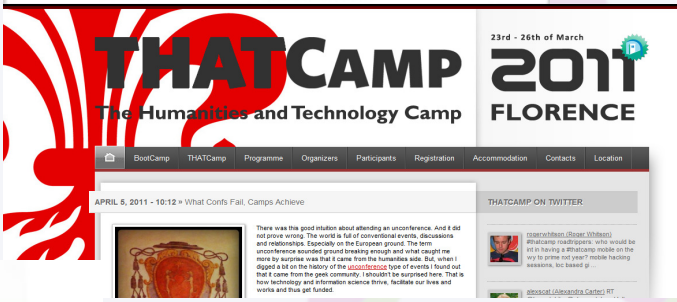 THATCAMP
The Humanities and Technology Camp
23rd - 26th of March
2011
FLORENCE
BootCamp THATCamp Programme Organizers Participants Registration Accommodation Contacts Location
APRIL 5, 2011 - 10:12 » What Confs Fail, Camps Achieve
There was this good intuition about attending an unconference. And it did
not prove wrong. The world is full of conventional events, discussions
and relationships. Especially on the European ground. The term
unconference sounded ground breaking enough and what caught me
more by surprise was that it came from the humanities side. But, when I
digged a bit on the history of the unconference type of events I found out
that it came from the geek community. I shouldn't be surprised here. That is
how technology and information science thrive, facilitate our lives and
works and thus get funded.
THATCAMP ON TWITTER
rogerwhitson (Roger Whitson)
#thatcamp roadtrippers: who would be
int in having a #thatcamp mobile on the
wy to prime not year? mobile hacking
sessions, toc based gi ...
alexscat (Alexandra Carter) RT